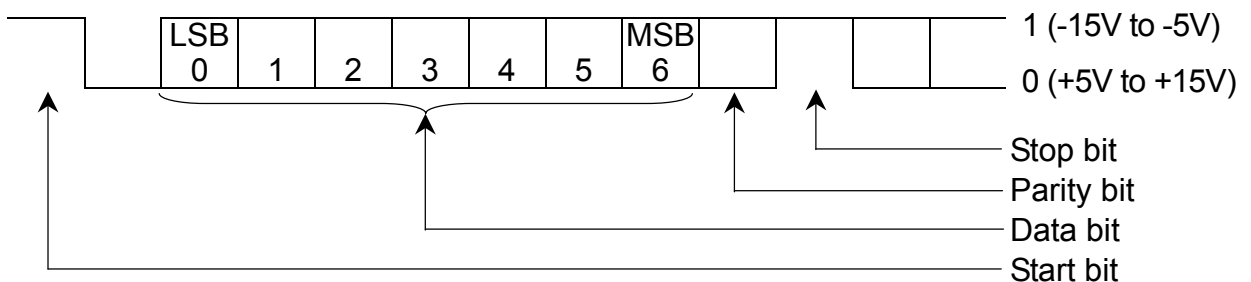 LSB MSB 1 (-15V to -5V)
0 1 2 3 4 5 6 0 (+5V to +15V)
Stop bit
Parity bit
Data bit
Start bit